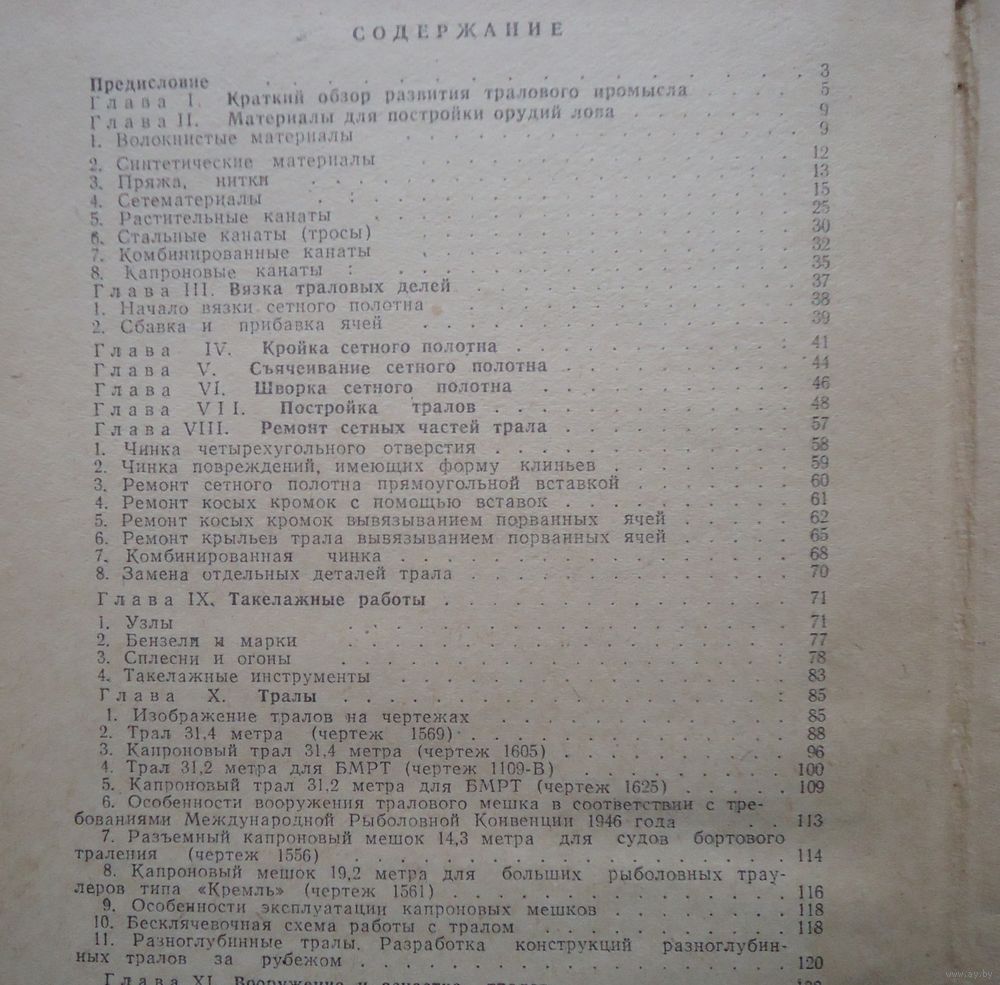 СОДЕРЖАНИЕ
Предисловие . . . . . . . . . . 3
Глава I. Краткий обзор развития тралового промысла . . . . 5
Глава II. Материалы для постройки орудий лова . . . . . 9
1. Волокнистые материалы . . . . . . . . 9
2. Синтетические материалы . . . . . . . . 12
3. Пряжа, нитки . . . . . . . . 13
4. Сетематериалы . . . . . . . . 15
5. Растительные канаты . . . . . . . . 25
6. Стальные канаты (тросы) . . . . . . . . 30
7. Комбинированные канаты . . . . . . . . 32
8. Капроновые канаты . . . . . . . . 35
Глава III. Вязка траловых делей . . . . . . . . 37
1. Начало вязки сетного полотна . . . . . . . . 38
2. Сбавка и прибавка ячей . . . . . . . . 39
Глава IV. Кройка сетного полотна . . . . . . . . 41
Глава V. Съячеивание сетного полотна . . . . . . . . 44
Глава VI. Шворка сетного полотна . . . . . . . . 46
Глава VII. Постройка тралов . . . . . . . . 48
Глава VIII. Ремонт сетных частей трала . . . . . . . . 57
1. Чинка четырехугольного отверстия . . . . . . . . 58
2. Чинка повреждений, имеющих форму клиньев . . . . . . 59
3. Ремонт сетного полотна прямоугольной вставкой . . . . . 60
4. Ремонт косых кромок с помощью вставок . . . . . . 61
5. Ремонт косых кромок вывязыванием порванных ячей . . . . . 62
6. Ремонт крыльев трала вывязыванием порванных ячей . . . . . 65
7. Комбинированная чинка . . . . . . . . 68
8. Замена отдельных деталей трала . . . . . . . . 70
Глава IX. Такелажные работы . . . . . . . . 71
1. Узлы . . . . . . . . 71
2. Бензели и марки . . . . . . . . 77
3. Сплесни и огоны . . . . . . . . 78
4. Такелажные инструменты . . . . . . . . 83
Глава X. Тралы . . . . . . . . 85
1. Изображение тралов на чертежах . . . . . . . . 85
2. Трал 31,4 метра (чертеж 1569) . . . . . . . . 88
3. Капроновый трал 31,4 метра (чертеж 1605) . . . . . . . 96
4. Трал 31,2 метра для БМРТ (чертеж 1109-В) . . . . . . 100
5. Капроновый трал 31,2 метра для БМРТ (чертеж 1625) . . . . . 109
6. Особенности вооружения тралового мешка в соответствии с тре-
бованиями Международной Рыболовной Конвенции 1946 года . . 113
7. Разъемный капроновый мешок 14,3 метра для судов бортового
траления (чертеж 1556) . . . . . . . . 114
8. Капроновый мешок 19,2 метра для больших рыболовных трау-
леров типа «Кремль» (чертеж 1561) . . . . . . . . 116
9. Особенности эксплуатации капроновых мешков . . . . . . 118
10. Бесклячевочная схема работы с тралом . . . . . . . 118
11. Разноглубинные тралы. Разработка конструкций разноглубин-
ных тралов за рубежом . . . . . . . . 120
Глава XI. Вооружение и оснастка
www.ay.by